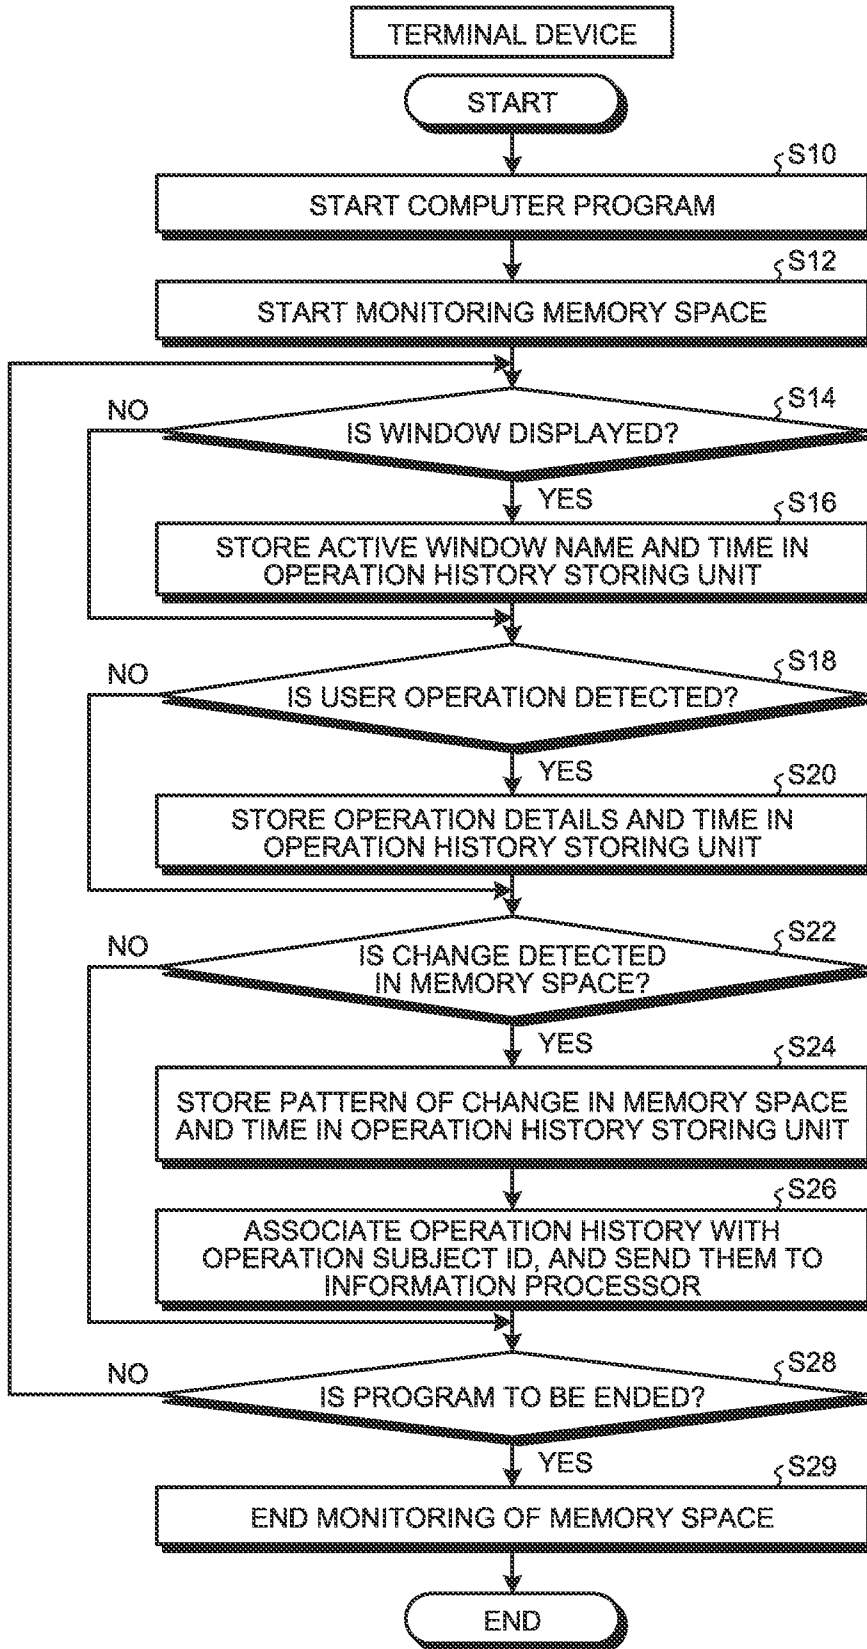 TERMINAL DEVICE
START
S10
START COMPUTER PROGRAM
S12
START MONITORING MEMORY SPACE
S14
NO
IS WINDOW DISPLAYED?
YES
S16
STORE ACTIVE WINDOW NAME AND TIME IN
OPERATION HISTORY STORING UNIT
S18
NO
IS USER OPERATION DETECTED?
YES
S20
STORE OPERATION DETAILS AND TIME IN
OPERATION HISTORY STORING UNIT
S22
NO
IS CHANGE DETECTED
IN MEMORY SPACE?
YES
S24
STORE PATTERN OF CHANGE IN MEMORY SPACE
AND TIME IN OPERATION HISTORY STORING UNIT
S26
ASSOCIATE OPERATION HISTORY WITH
OPERATION SUBJECT ID, AND SEND THEM TO
INFORMATION PROCESSOR
S28
NO
IS PROGRAM TO BE ENDED?
YES
S29
END MONITORING OF MEMORY SPACE
END